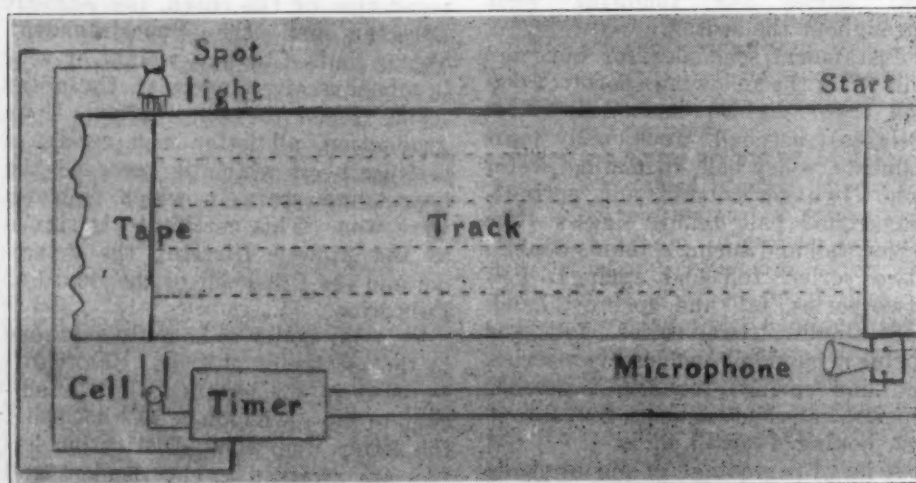 Spot
light
Start
Tape
Track
Microphone
Cell
Timer